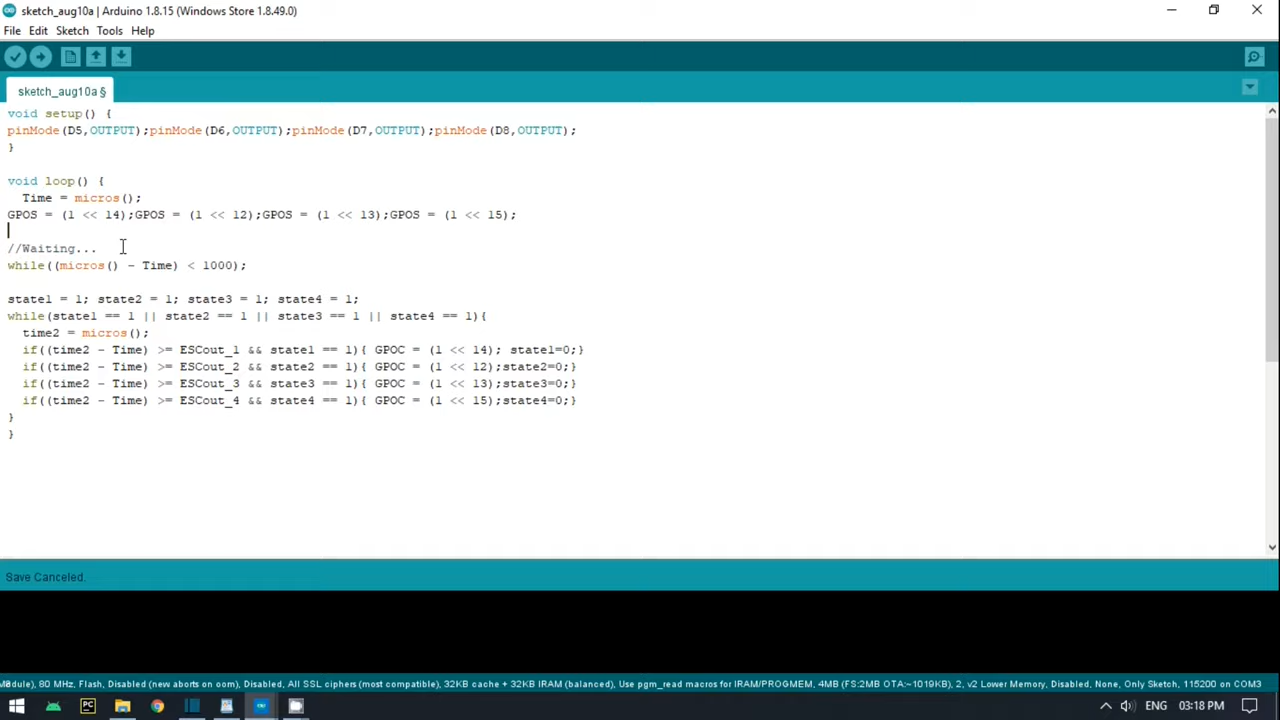 sketch_aug10a | Arduino 1.8.15 (Windows Store 1.8.49.0)
File Edit Sketch Tools Help
sketch_aug10a §
void setup() {
pinMode(D5,OUTPUT);pinMode(D6,OUTPUT);pinMode(D7,OUTPUT);pinMode(D8,OUTPUT);
}
void loop() {
Time = micros();
GPOS = (1 << 14);GPOS = (1 << 12);GPOS = (1 << 13);GPOS = (1 << 15);
//Waiting...
while((micros() - Time) < 1000);
state1 = 1; state2 = 1; state3 = 1; state4 = 1;
while(state1 == 1 || state2 == 1 || state3 == 1 || state4 == 1){
time2 = micros();
if((time2 - Time) >= ESCout_1 && state1 == 1){ GPOC = (1 << 14); state1=0;}
if((time2 - Time) >= ESCout_2 && state2 == 1){ GPOC = (1 << 12);state2=0;}
if((time2 - Time) >= ESCout_3 && state3 == 1){ GPOC = (1 << 13);state3=0;}
if((time2 - Time) >= ESCout_4 && state4 == 1){ GPOC = (1 << 15);state4=0;}
}
}
Save Canceled.
Module), 80 MHz, Flash, Disabled (new aborts on oom), Disabled, All SSL ciphers (most compatible), 32KB cache + 32KB IRAM (balanced), Use pgm_read macros for IRAM/PROGMEM, 4MB (FS:2MB OTA:~1019KB), 2, v2 Lower Memory, Disabled, None, Only Sketch, 115200 on COM3
PC ENG 03:18 PM